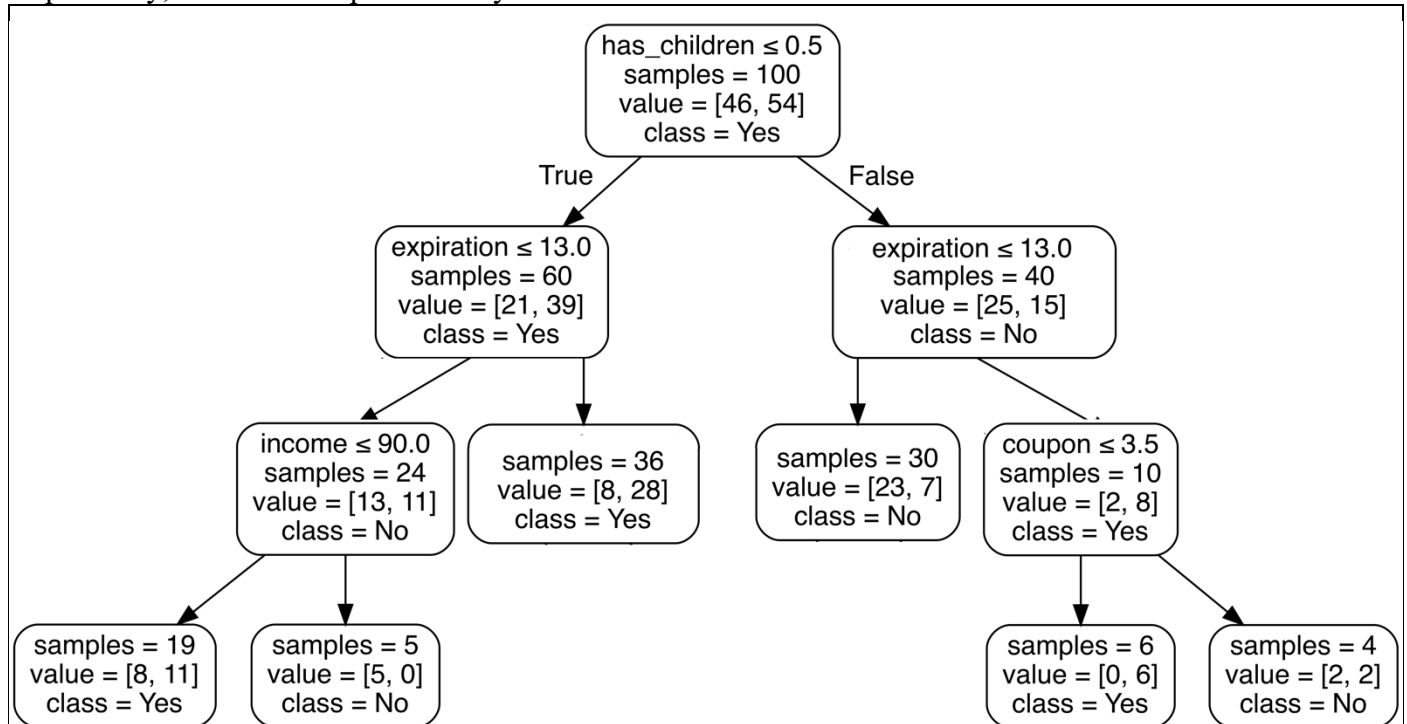 has_children ≤ 0.5
samples = 100
value = [46, 54]
class = Yes
True
False
expiration ≤ 13.0
samples = 60
value = [21, 39]
class = Yes
expiration ≤ 13.0
samples = 40
value = [25, 15]
class = No
income ≤ 90.0
samples = 24
value = [13, 11]
class = No
samples = 36
value = [8, 28]
class = Yes
samples = 30
value = [23, 7]
class = No
coupon ≤ 3.5
samples = 10
value = [2, 8]
class = Yes
samples = 19
value = [8, 11]
class = Yes
samples = 5
value = [5, 0]
class = No
samples = 6
value = [0, 6]
class = Yes
samples = 4
value = [2, 2]
class = No